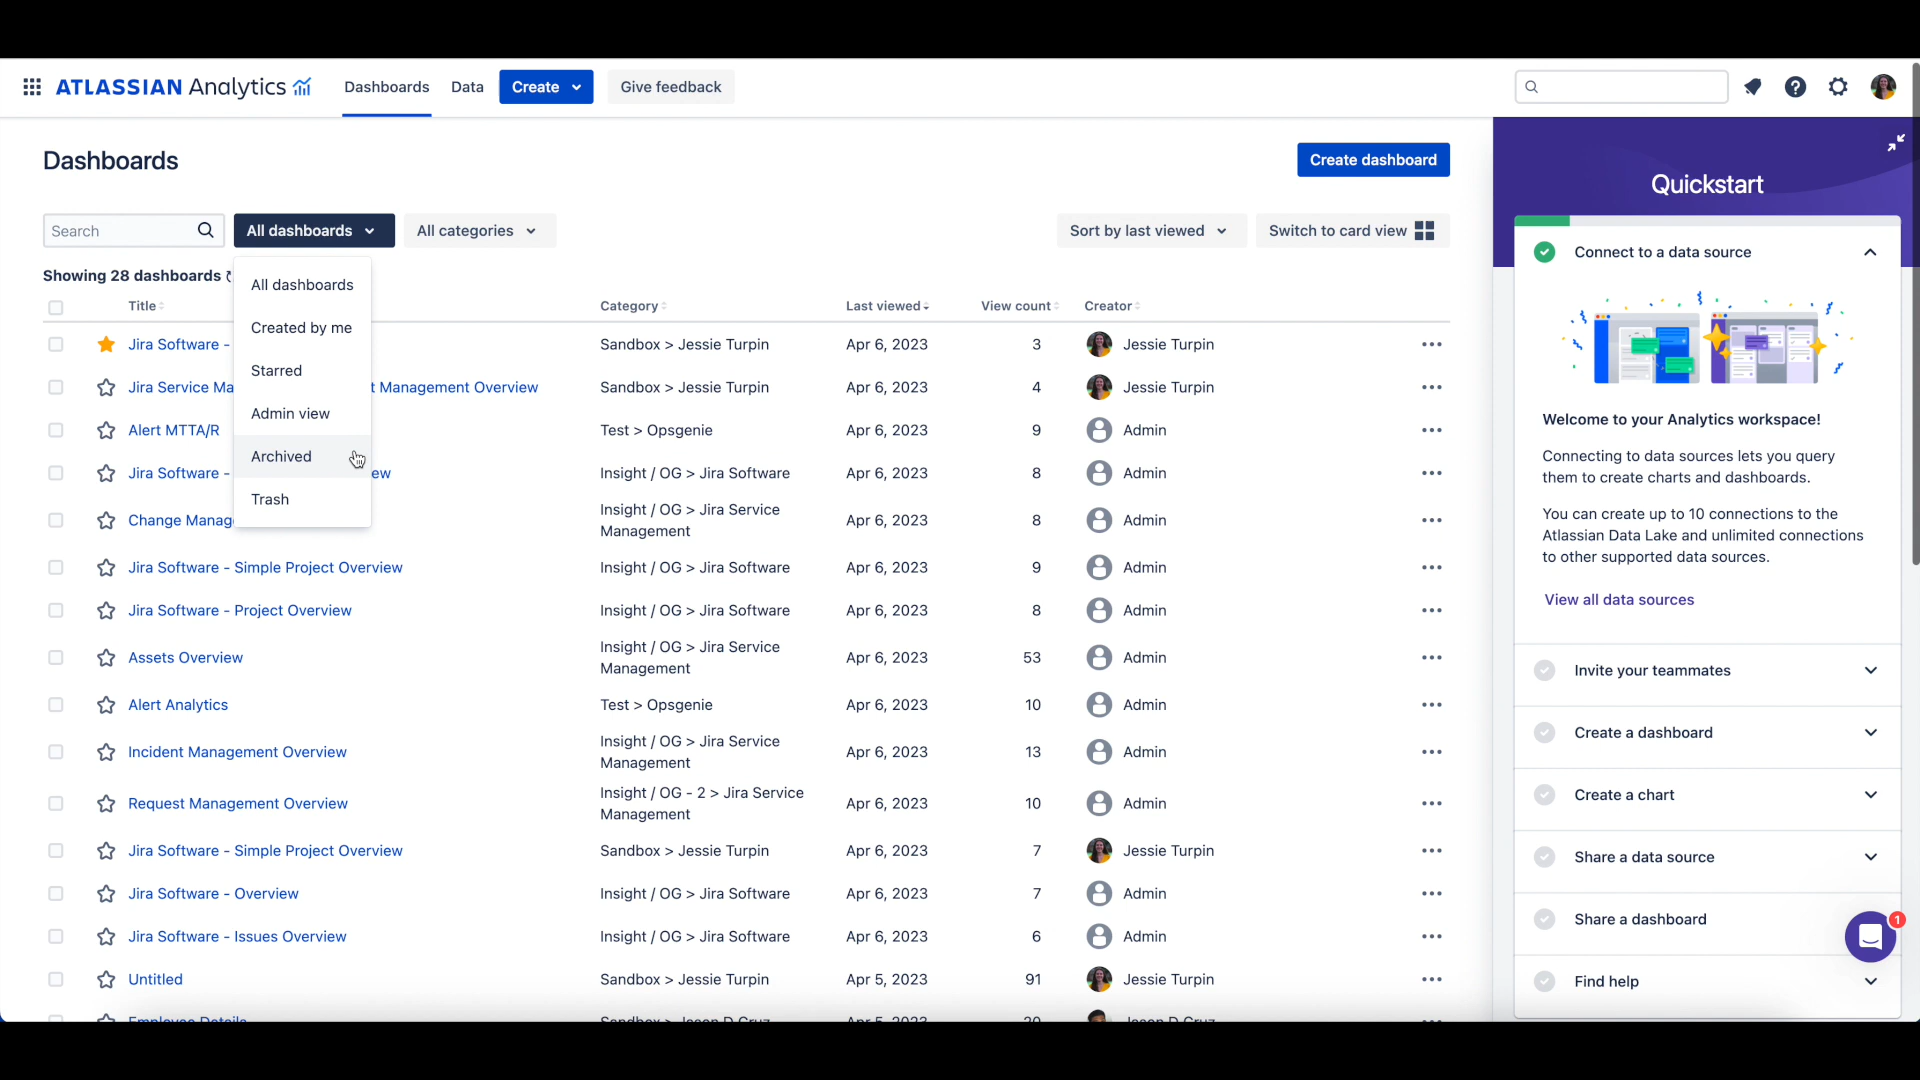 ATLASSIAN Analytics Dashboards Data Create Give feedback
Dashboards Create dashboard
Search All dashboards All categories Sort by last viewed Switch to card view
Showing 28 dashboards
All dashboards
Created by me
Starred
Admin view
Archived
Trash
Title Category Last viewed View count Creator
Jira Software - Sandbox > Jessie Turpin Apr 6, 2023 3 Jessie Turpin
Jira Service Ma t Management Overview Sandbox > Jessie Turpin Apr 6, 2023 4 Jessie Turpin
Alert MTTA/R Test > Opsgenie Apr 6, 2023 9 Admin
Jira Software - ew Insight / OG > Jira Software Apr 6, 2023 8 Admin
Change Manag Insight / OG > Jira Service Apr 6, 2023 8 Admin
Management
Jira Software - Simple Project Overview Insight / OG > Jira Software Apr 6, 2023 9 Admin
Jira Software - Project Overview Insight / OG > Jira Software Apr 6, 2023 8 Admin
Assets Overview Insight / OG > Jira Service Apr 6, 2023 53 Admin
Management
Alert Analytics Test > Opsgenie Apr 6, 2023 10 Admin
Incident Management Overview Insight / OG > Jira Service Apr 6, 2023 13 Admin
Management
Request Management Overview Insight / OG - 2 > Jira Service Apr 6, 2023 10 Admin
Management
Jira Software - Simple Project Overview Sandbox > Jessie Turpin Apr 6, 2023 7 Jessie Turpin
Jira Software - Overview Insight / OG > Jira Software Apr 6, 2023 7 Admin
Jira Software - Issues Overview Insight / OG > Jira Software Apr 6, 2023 6 Admin
Untitled Sandbox > Jessie Turpin Apr 5, 2023 91 Jessie Turpin
Employee Details Sandbox > Jason D Cruz Apr 5, 2023 20 Jason D Cruz
Quickstart
Connect to a data source
Welcome to your Analytics workspace!
Connecting to data sources lets you query
them to create charts and dashboards.
You can create up to 10 connections to the
Atlassian Data Lake and unlimited connections
to other supported data sources.
View all data sources
Invite your teammates
Create a dashboard
Create a chart
Share a data source
Share a dashboard
1
Find help